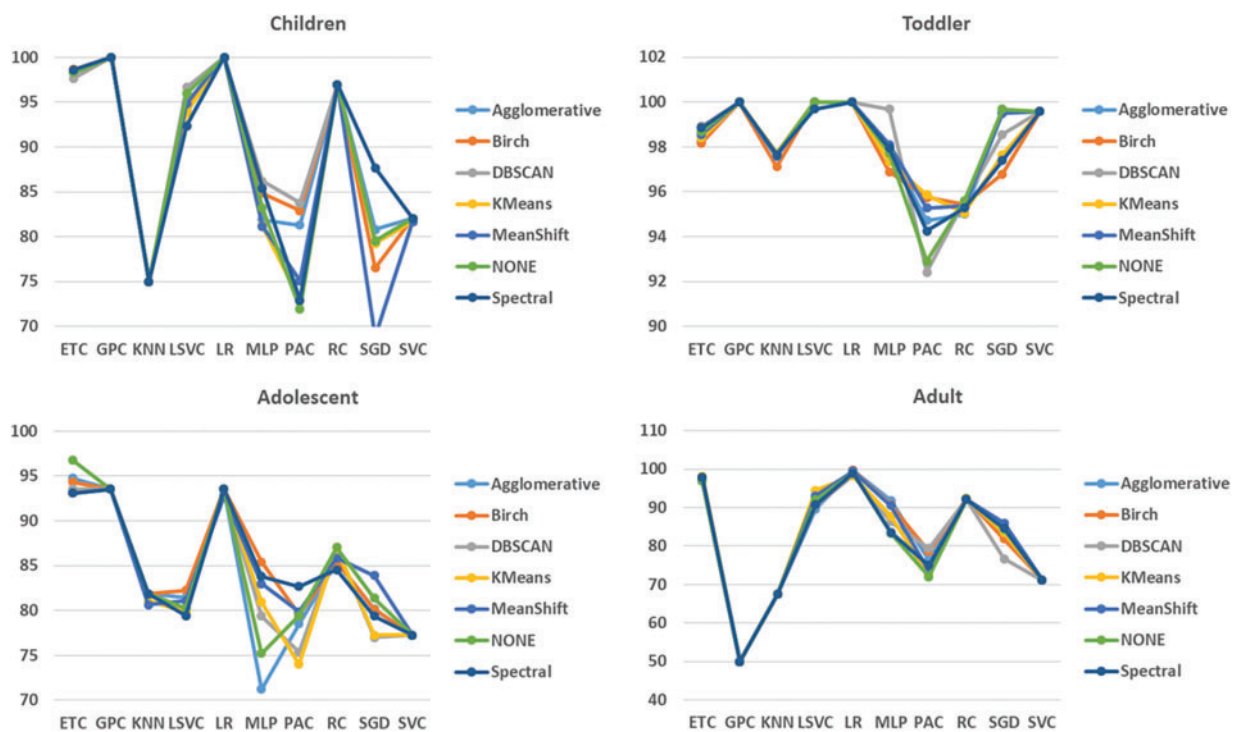 Children
100
95
90
85
80
75
70
ETC GPC KNN LSVC LR MLP PAC RC SGD SVC
Agglomerative
Birch
DBSCAN
KMeans
MeanShift
NONE
Spectral
Toddler
102
100
98
96
94
92
90
ETC GPC KNN LSVC LR MLP PAC RC SGD SVC
Agglomerative
Birch
DBSCAN
KMeans
MeanShift
NONE
Spectral
Adolescent
100
95
90
85
80
75
70
ETC GPC KNN LSVC LR MLP PAC RC SGD SVC
Agglomerative
Birch
DBSCAN
KMeans
MeanShift
NONE
Spectral
Adult
110
100
90
80
70
60
50
40
ETC GPC KNN LSVC LR MLP PAC RC SGD SVC
Agglomerative
Birch
DBSCAN
KMeans
MeanShift
NONE
Spectral